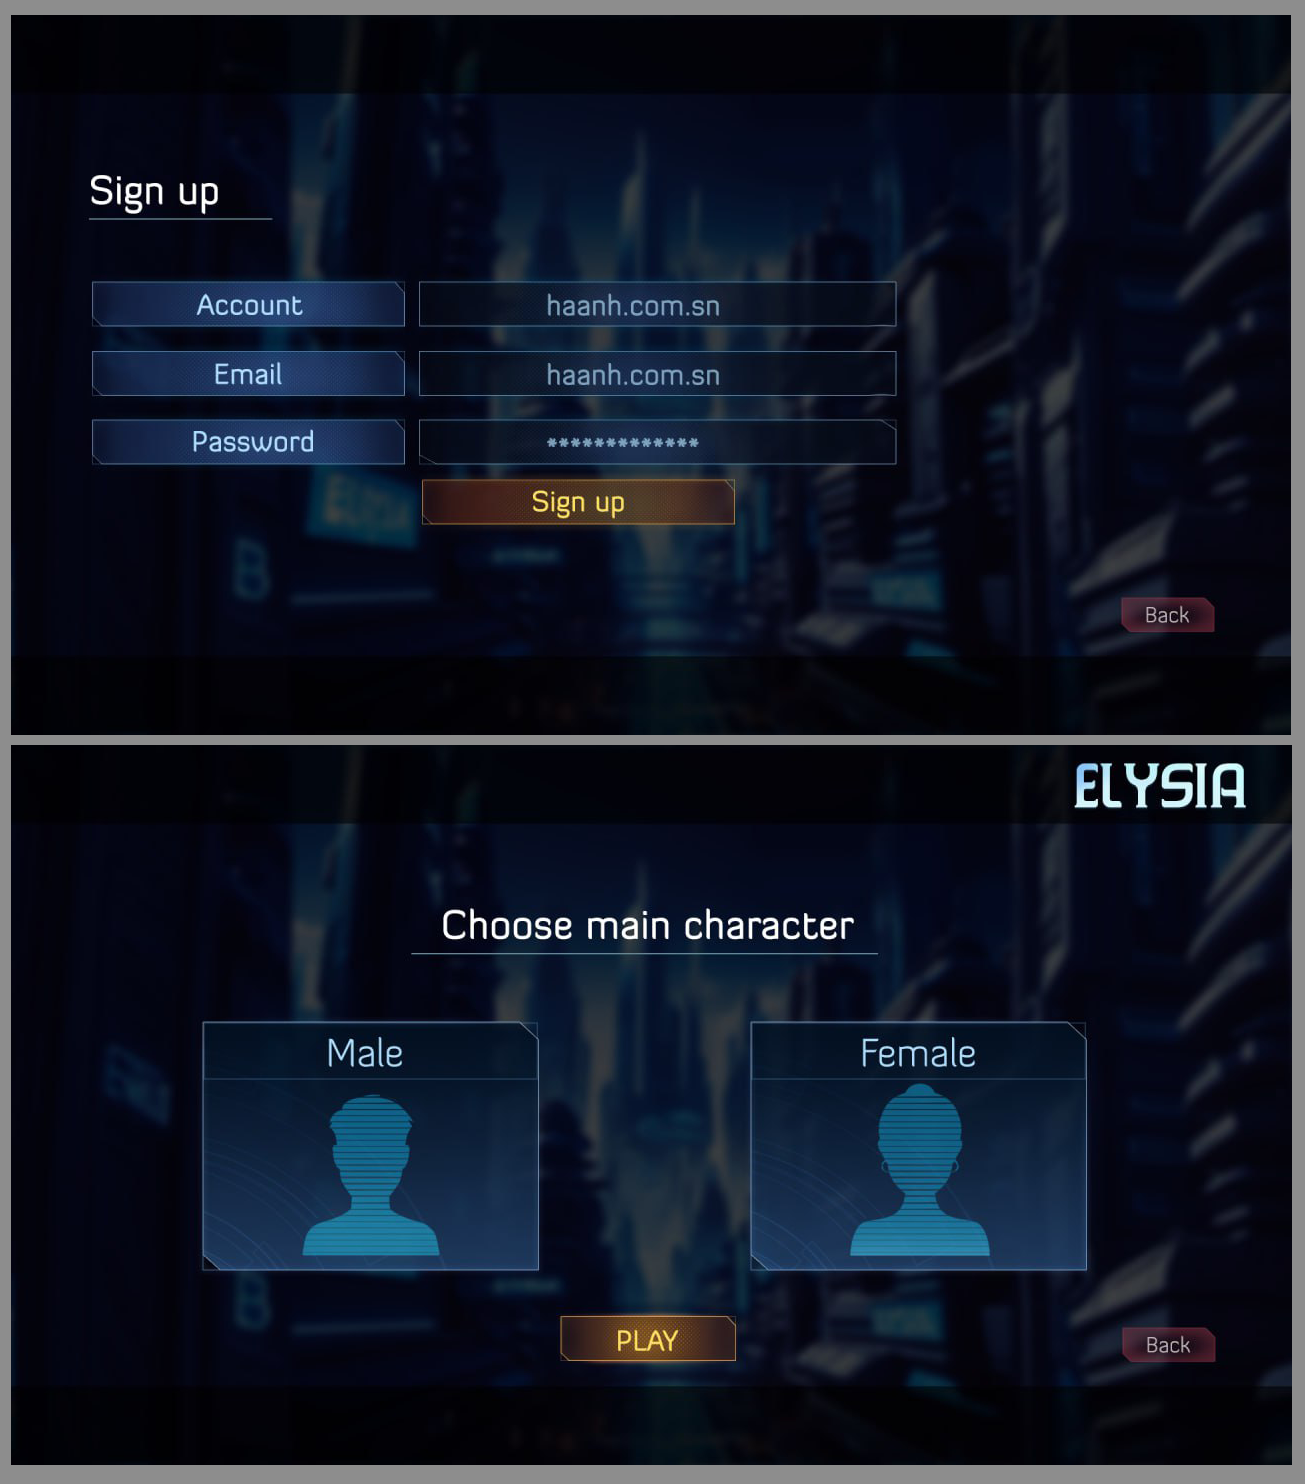 Sign up
Account
haanh.com.sn
Email
haanh.com.sn
Password
*************
Sign up
ELYSIA
B
Back
ELYSIA
Choose main character
Male
Female
B
PLAY
Back